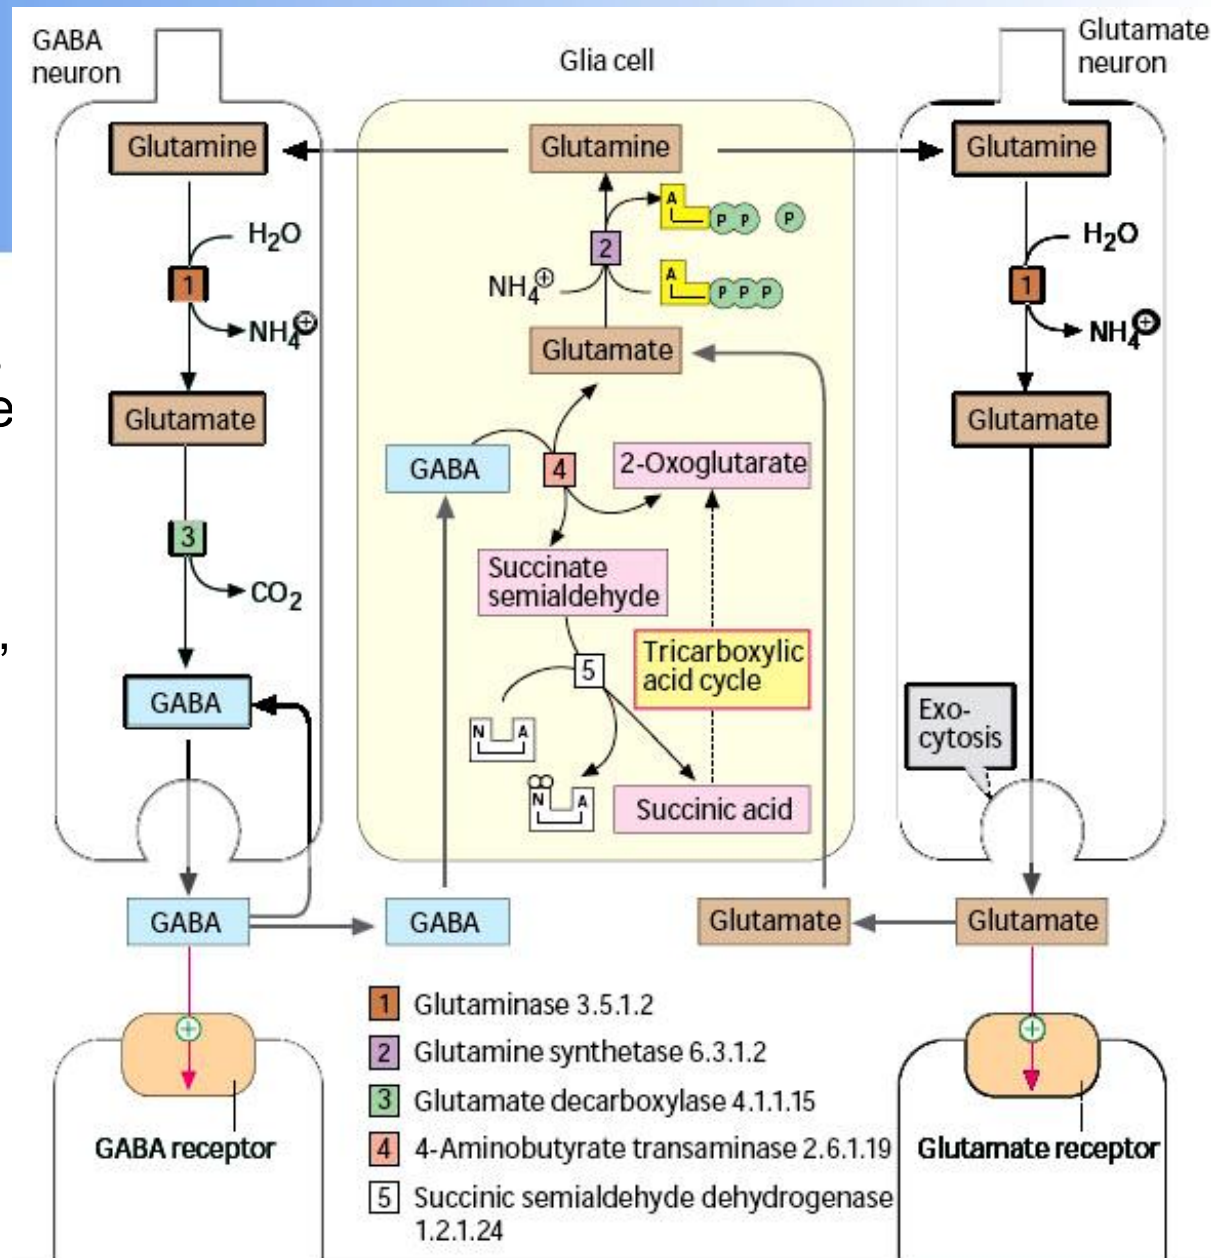 GABA
neuron
Glia cell
Glutamate
neuron
Glutamine
Glutamine
Glutamine
A
P P
P
H₂O
2
H₂O
1
NH₄⊕
A
P P P
1
NH₄⊕
NH₄⊕
Glutamate
e
Glutamate
Glutamate
GABA
4
2-Oxoglutarate
3
Succinate
semialdehyde
CO₂
,
Tricarboxylic
acid cycle
5
GABA
Exo-
cytosis
N A
N A
Succinic acid
GABA
GABA
Glutamate
Glutamate
+
+
GABA receptor
Glutamate receptor
1 Glutaminase 3.5.1.2
2 Glutamine synthetase 6.3.1.2
3 Glutamate decarboxylase 4.1.1.15
4 4-Aminobutyrate transaminase 2.6.1.19
5 Succinic semialdehyde dehydrogenase
1.2.1.24